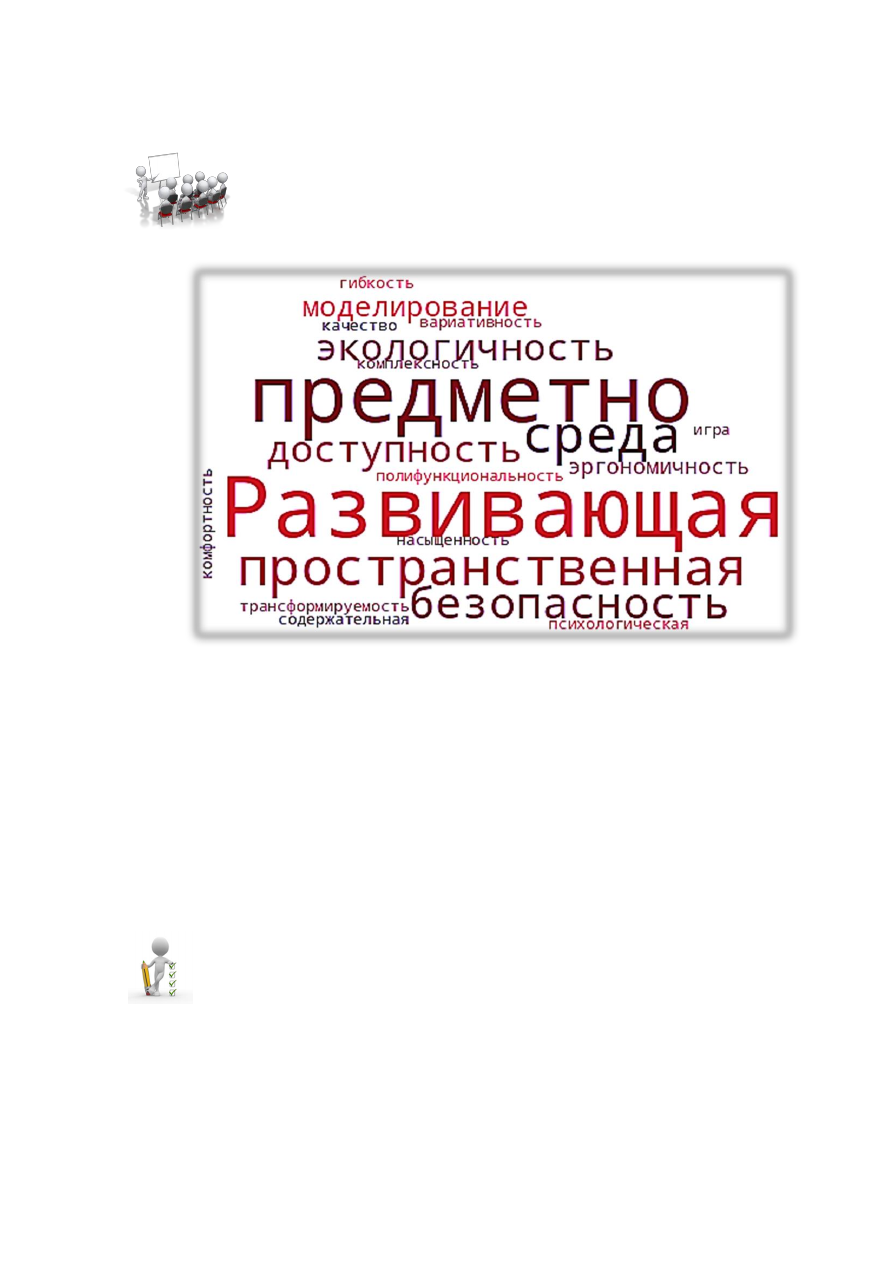 гибкость
моделирование
качество
вариативность
экологичность
комплексность
предметно
среда
игра
доступность
эргономичность
полифункциональность
комфортность
Развивающая
насыщенность
пространственная
безопасность
трансформируемость
содержательная
психологическая